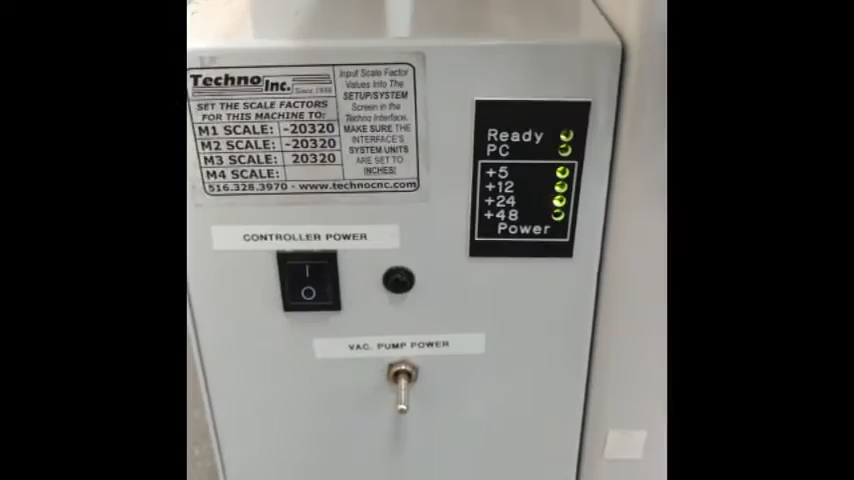 Techno Inc. Since 1986
SET THE SCALE FACTORS
FOR THIS MACHINE TO:
M1 SCALE: -20320
M2 SCALE: -20320
M3 SCALE: 20320
M4 SCALE:
Input Scale Factor
Values Into The
SETUP/SYSTEM
Screen in the
Techno Interface.
MAKE SURE THE
INTERFACE'S
SYSTEM UNITS
ARE SET TO
INCHES!
516.328.3970 - www.technocnc.com
Ready
PC
+5
+12
+24
+48
Power
CONTROLLER POWER
I
O
VAC. PUMP POWER